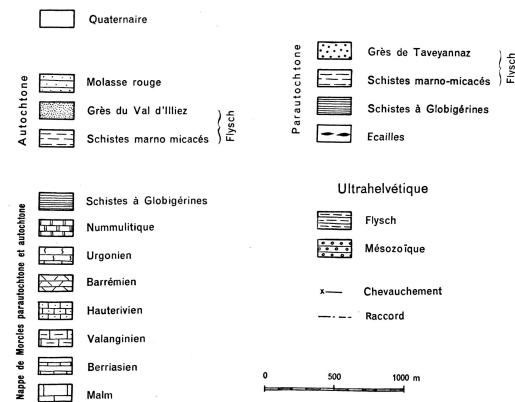 Quaternaire
Autochtone
Molasse rouge
Grès du Val d'Illiez
Schistes marno micacés
Flysch
Parautochtone
Grès de Taveyannaz
Schistes marno-micacés
Flysch
Schistes à Globigérines
Ecailles
Nappe de Morcles parautochtone et autochtone
Schistes à Globigérines
Nummulitique
Urgonien
Barrémien
Hauterivien
Valanginien
Berriasien
Malm
Ultrahelvétique
Flysch
Mésozoïque
x— Chevauchement
Raccord
0 500 1000 m